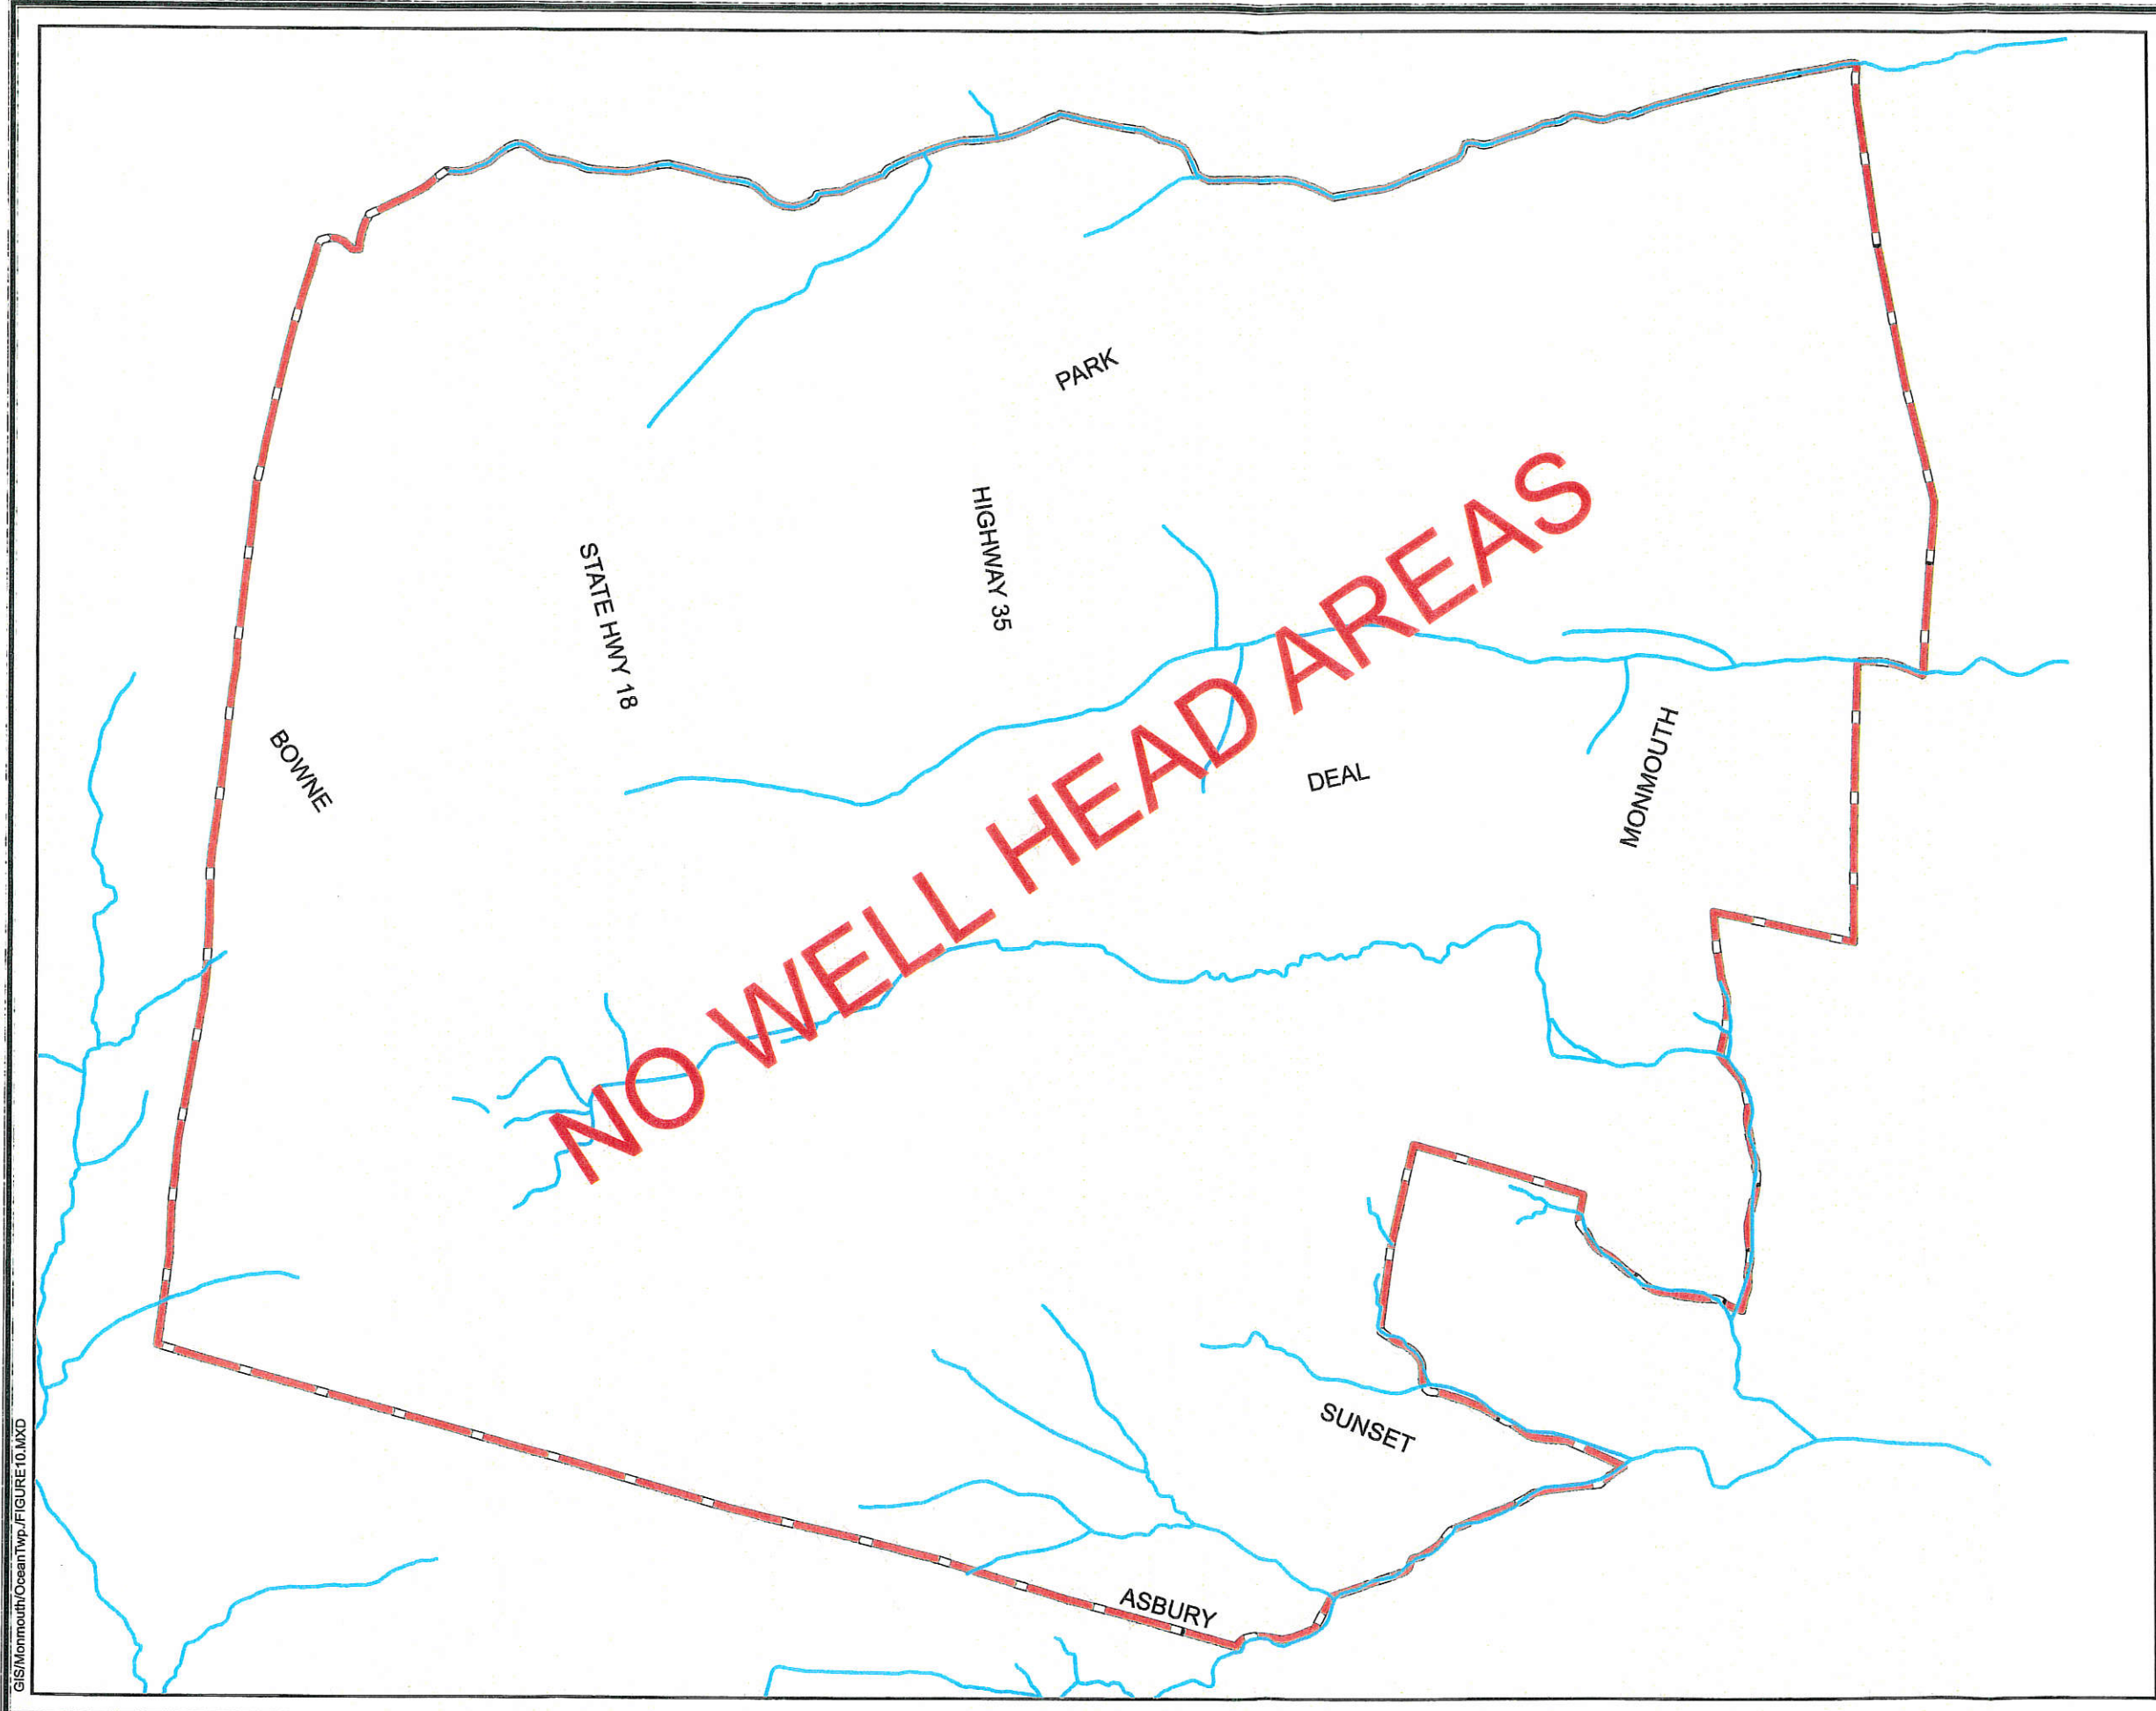 PARK
HIGHWAY 35
STATE HWY 18
NO WELL HEAD AREAS
BOWNE
DEAL
MONMOUTH
SUNSET
ASBURY
GIS/Monmouth/OceanTwp./FIGURE10.MXD